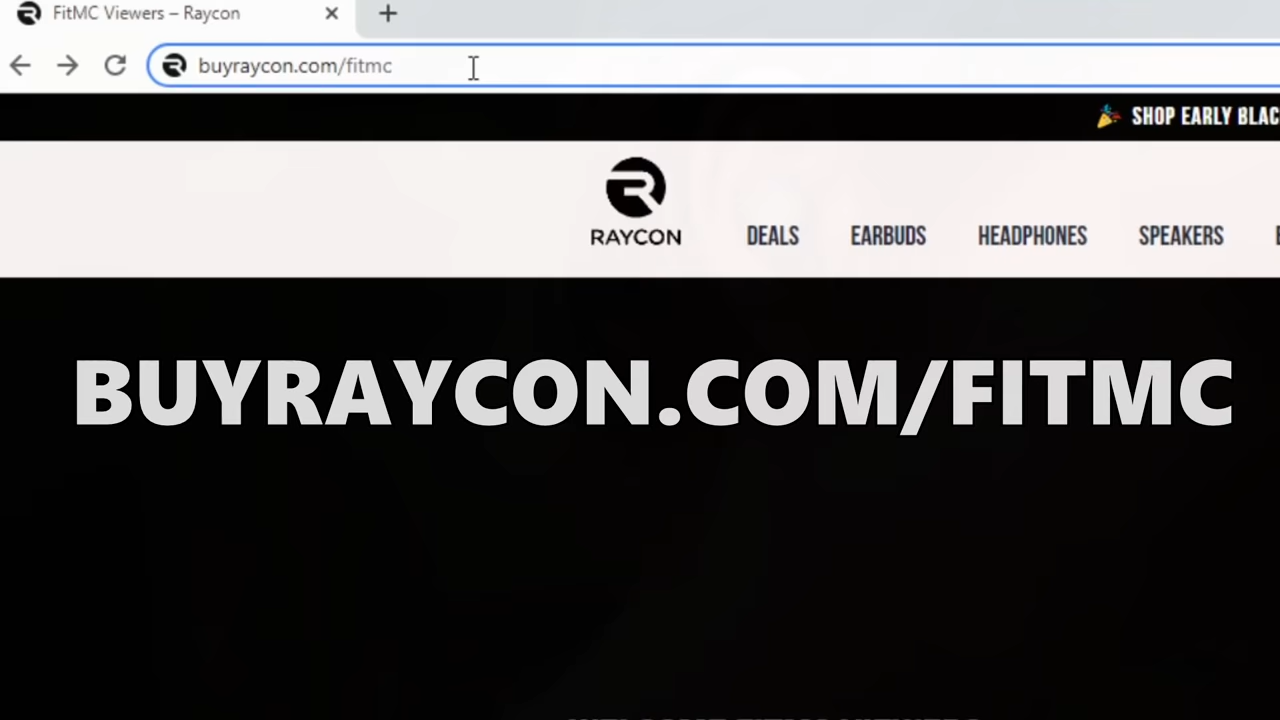 FitMC Viewers – Raycon
buyraycon.com/fitmc
SHOP EARLY BLAC
RAYCON
DEALS EARBUDS HEADPHONES SPEAKERS
BUYRAYCON.COM/FITMC